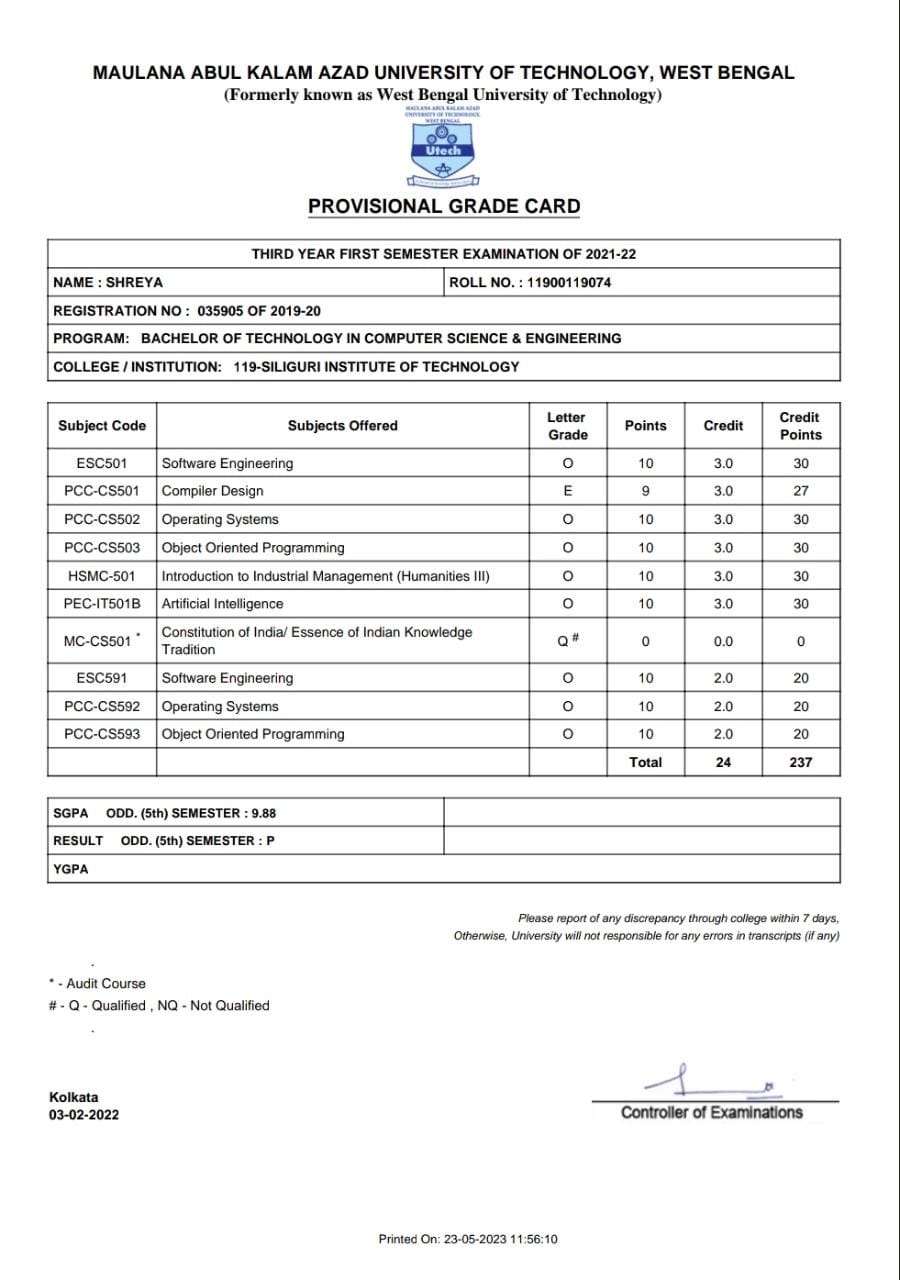 MAULANA ABUL KALAM AZAD UNIVERSITY OF TECHNOLOGY, WEST BENGAL
(Formerly known as West Bengal University of Technology)
MAULANA ABUL KALAM AZAD
UNIVERSITY OF TECHNOLOGY,
WEST BENGAL
Utech
PROVISIONAL GRADE CARD
THIRD YEAR FIRST SEMESTER EXAMINATION OF 2021-22
NAME : SHREYA ROLL NO. : 11900119074
REGISTRATION NO : 035905 OF 2019-20
PROGRAM: BACHELOR OF TECHNOLOGY IN COMPUTER SCIENCE & ENGINEERING
COLLEGE / INSTITUTION: 119-SILIGURI INSTITUTE OF TECHNOLOGY
Subject Code Subjects Offered Letter Grade Points Credit Credit Points
ESC501 Software Engineering O 10 3.0 30
PCC-CS501 Compiler Design E 9 3.0 27
PCC-CS502 Operating Systems O 10 3.0 30
PCC-CS503 Object Oriented Programming O 10 3.0 30
HSMC-501 Introduction to Industrial Management (Humanities III) O 10 3.0 30
PEC-IT501B Artificial Intelligence O 10 3.0 30
MC-CS501 * Constitution of India/ Essence of Indian Knowledge Tradition Q # 0 0.0 0
ESC591 Software Engineering O 10 2.0 20
PCC-CS592 Operating Systems O 10 2.0 20
PCC-CS593 Object Oriented Programming O 10 2.0 20
Total 24 237
SGPA ODD. (5th) SEMESTER : 9.88
RESULT ODD. (5th) SEMESTER : P
YGPA
Please report of any discrepancy through college within 7 days,
Otherwise, University will not responsible for any errors in transcripts (if any)
* - Audit Course
# - Q - Qualified , NQ - Not Qualified
Kolkata
03-02-2022
Controller of Examinations
Printed On: 23-05-2023 11:56:10